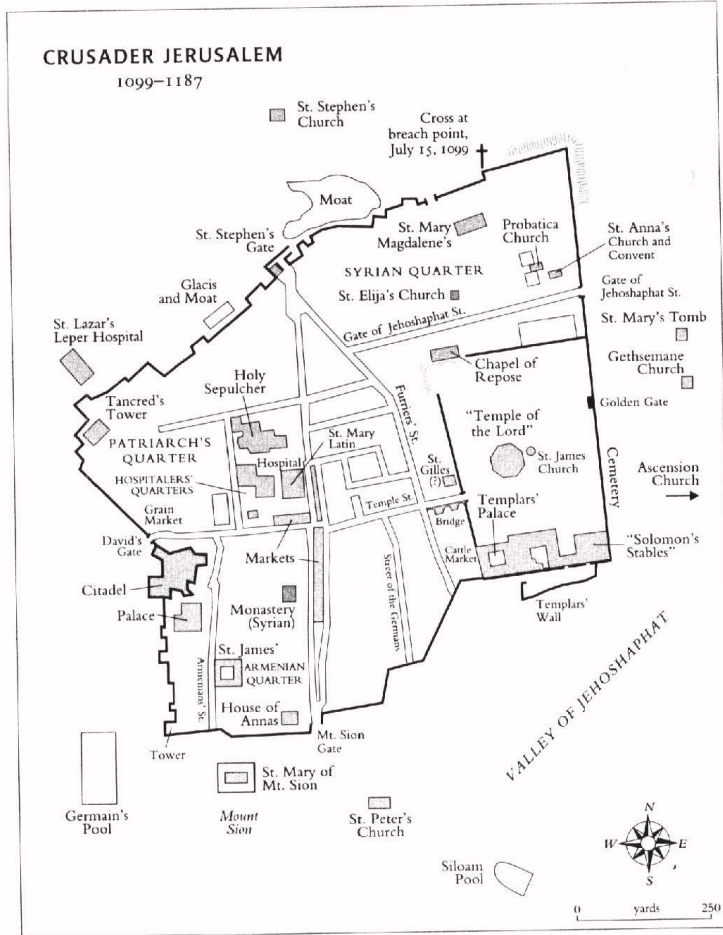 CRUSADER JERUSALEM
1099–1187
St. Stephen's
Church
Cross at
breach point,
July 15, 1099
Moat
St. Stephen's
Gate
St. Mary
Magdalene's
Probatica
Church
St. Anna's
Church and
Convent
SYRIAN QUARTER
Glacis
and Moat
St. Elija's Church
Gate of
Jehoshaphat St.
Gate of Jehoshaphat St.
St. Lazar's
Leper Hospital
St. Mary's Tomb
Chapel of
Repose
Gethsemane
Church
Holy
Sepulcher
Tancred's
Tower
Furriers' St.
Golden Gate
"Temple of
the Lord"
PATRIARCH'S
QUARTER
St. Mary
Latin
Hospital
St.
Gilles
(?)
St. James
Church
Cemetery
Ascension
Church
HOSPITALERS'
QUARTERS
Temple St.
Templars'
Palace
Grain
Market
Bridge
David's
Gate
Markets
Cattle
Market
"Solomon's
Stables"
Citadel
Street of the Germans
Palace
Monastery
(Syrian)
Templars'
Wall
St. James'
ARMENIAN
QUARTER
Armenians' St.
VALLEY OF JEHOSHAPHAT
House of
Annas
Tower
Mt. Sion
Gate
St. Mary of
Mt. Sion
Germain's
Pool
Mount
Sion
St. Peter's
Church
Siloam
Pool
N
W
E
S
0 yards 250